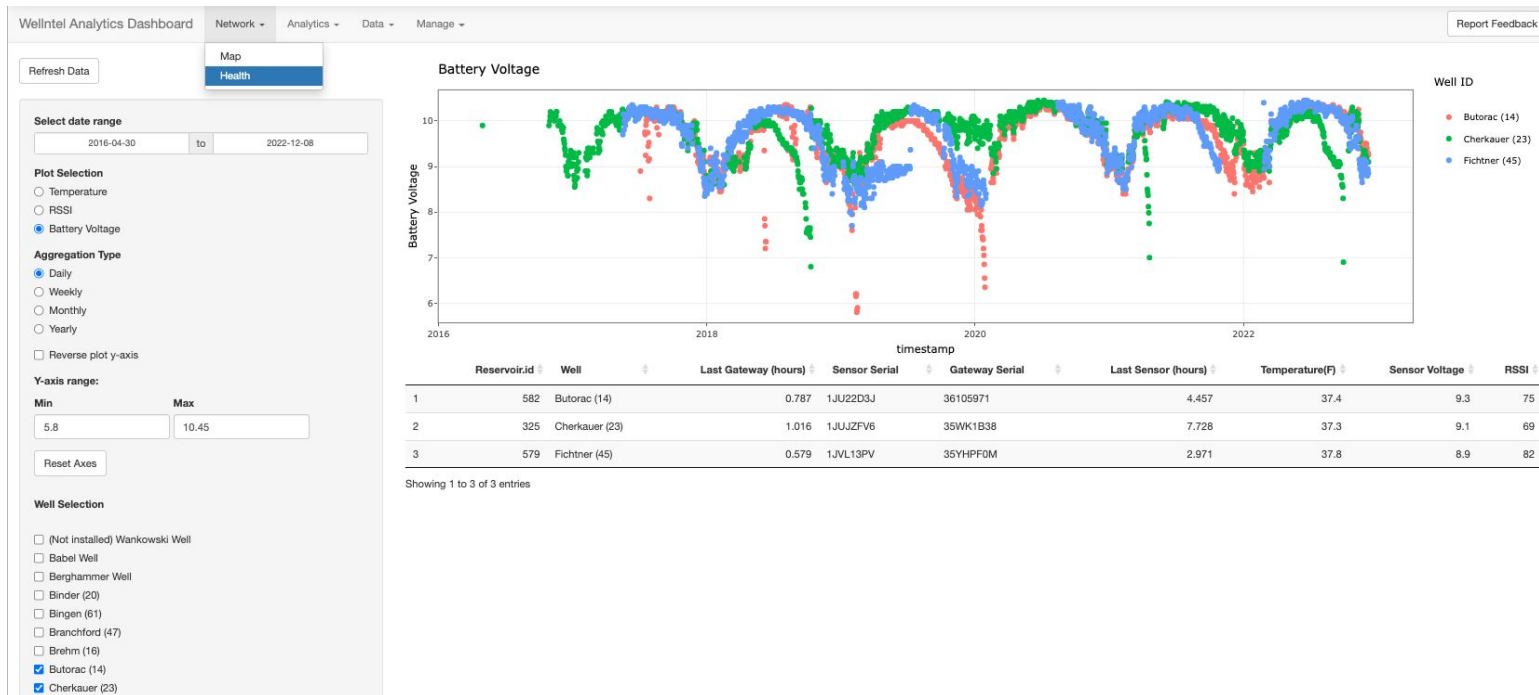 Wellntel Analytics Dashboard Network Analytics Data Manage Report Feedback
Map
Health
Refresh Data
Select date range
2016-04-30 to 2022-12-08
Plot Selection
Temperature
RSSI
Battery Voltage
Aggregation Type
Daily
Weekly
Monthly
Yearly
Reverse plot y-axis
Y-axis range:
Min Max
5.8 10.45
Reset Axes
Well Selection
(Not installed) Wankowski Well
Babel Well
Berghammer Well
Binder (20)
Bingen (61)
Branchford (47)
Brehm (16)
Butorac (14)
Cherkauer (23)
Battery Voltage
Battery Voltage
10
9
8
7
6
2016 2018 2020 2022
timestamp
Well ID
Butorac (14)
Cherkauer (23)
Fichtner (45)
Reservoir.id Well Last Gateway (hours) Sensor Serial Gateway Serial Last Sensor (hours) Temperature(F) Sensor Voltage RSSI
1 582 Butorac (14) 0.787 1JU22D3J 36105971 4.457 37.4 9.3 75
2 325 Cherkauer (23) 1.016 1JUJZFV6 35WK1B38 7.728 37.3 9.1 69
3 579 Fichtner (45) 0.579 1JVL13PV 35YHPF0M 2.971 37.8 8.9 82
Showing 1 to 3 of 3 entries